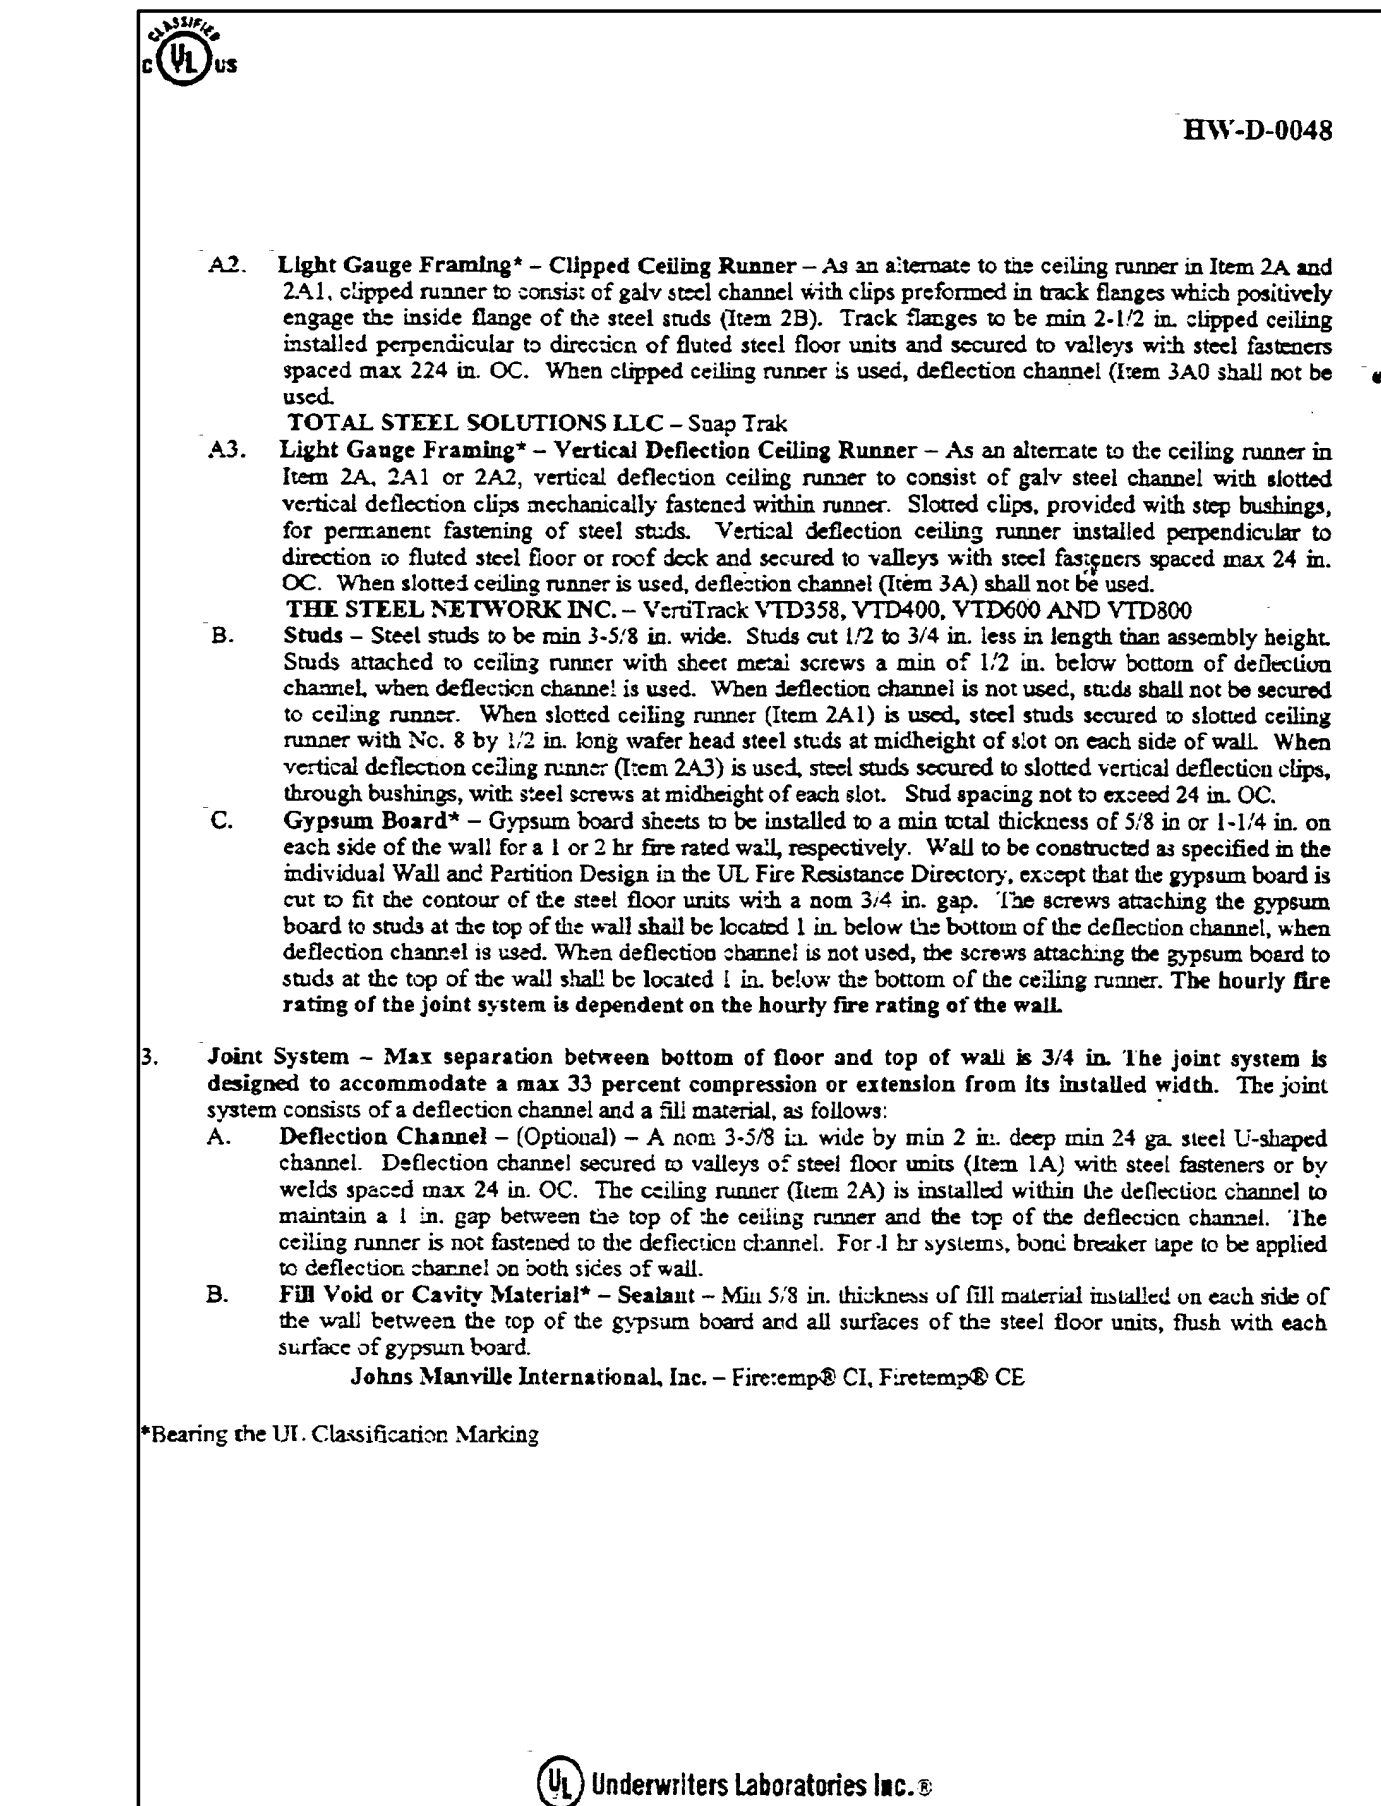 CLASSIFIED
C UL US
HW-D-0048
A2. Light Gauge Framing* – Clipped Ceiling Runner – As an alternate to the ceiling runner in Item 2A and
2A1, clipped runner to consist of galv steel channel with clips preformed in track flanges which positively
engage the inside flange of the steel studs (Item 2B). Track flanges to be min 2-1/2 in. clipped ceiling
installed perpendicular to direction of fluted steel floor units and secured to valleys with steel fasteners
spaced max 224 in. OC. When clipped ceiling runner is used, deflection channel (Item 3A0 shall not be
used.
TOTAL STEEL SOLUTIONS LLC – Snap Trak
A3. Light Gauge Framing* – Vertical Deflection Ceiling Runner – As an alternate to the ceiling runner in
Item 2A, 2A1 or 2A2, vertical deflection ceiling runner to consist of galv steel channel with slotted
vertical deflection clips mechanically fastened within runner. Slotted clips, provided with step bushings,
for permanent fastening of steel studs. Vertical deflection ceiling runner installed perpendicular to
direction to fluted steel floor or roof deck and secured to valleys with steel fasteners spaced max 24 in.
OC. When slotted ceiling runner is used, deflection channel (Item 3A) shall not be used.
THE STEEL NETWORK INC. – VertiTrack VTD358, VTD400, VTD600 AND VTD800
B. Studs – Steel studs to be min 3-5/8 in. wide. Studs cut 1/2 to 3/4 in. less in length than assembly height.
Studs attached to ceiling runner with sheet metal screws a min of 1/2 in. below bottom of deflection
channel, when deflection channel is used. When deflection channel is not used, studs shall not be secured
to ceiling runner. When slotted ceiling runner (Item 2A1) is used, steel studs secured to slotted ceiling
runner with No. 8 by 1/2 in. long wafer head steel studs at midheight of slot on each side of wall. When
vertical deflection ceiling runner (Item 2A3) is used, steel studs secured to slotted vertical deflection clips,
through bushings, with steel screws at midheight of each slot. Stud spacing not to exceed 24 in. OC.
C. Gypsum Board* – Gypsum board sheets to be installed to a min total thickness of 5/8 in or 1-1/4 in. on
each side of the wall for a 1 or 2 hr fire rated wall, respectively. Wall to be constructed as specified in the
individual Wall and Partition Design in the UL Fire Resistance Directory, except that the gypsum board is
cut to fit the contour of the steel floor units with a nom 3/4 in. gap. The screws attaching the gypsum
board to studs at the top of the wall shall be located 1 in. below the bottom of the deflection channel, when
deflection channel is used. When deflection channel is not used, the screws attaching the gypsum board to
studs at the top of the wall shall be located 1 in. below the bottom of the ceiling runner. The hourly fire
rating of the joint system is dependent on the hourly fire rating of the wall.
3. Joint System – Max separation between bottom of floor and top of wall is 3/4 in. The joint system is
designed to accommodate a max 33 percent compression or extension from its installed width. The joint
system consists of a deflection channel and a fill material, as follows:
A. Deflection Channel – (Optional) – A nom 3-5/8 in. wide by min 2 in. deep min 24 ga. steel U-shaped
channel. Deflection channel secured to valleys of steel floor units (Item 1A) with steel fasteners or by
welds spaced max 24 in. OC. The ceiling runner (Item 2A) is installed within the deflection channel to
maintain a 1 in. gap between the top of the ceiling runner and the top of the deflection channel. The
ceiling runner is not fastened to the deflection channel. For 1 hr systems, bond breaker tape to be applied
to deflection channel on both sides of wall.
B. Fill Void or Cavity Material* – Sealant – Min 5/8 in. thickness of fill material installed on each side of
the wall between the top of the gypsum board and all surfaces of the steel floor units, flush with each
surface of gypsum board.
Johns Manville International, Inc. – Firetemp® CI, Firetemp® CE
*Bearing the UL Classification Marking
UL Underwriters Laboratories Inc.®